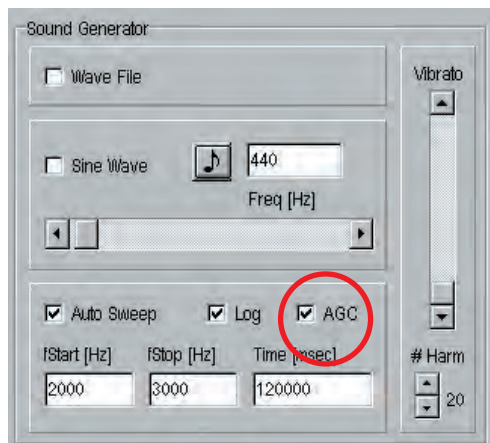 Sound Generator
Wave File
Vibrato
Sine Wave
440
Freq [Hz]
Auto Sweep
Log
AGC
fStart [Hz]
fStop [Hz]
Time [msec]
2000
3000
120000
# Harm
20